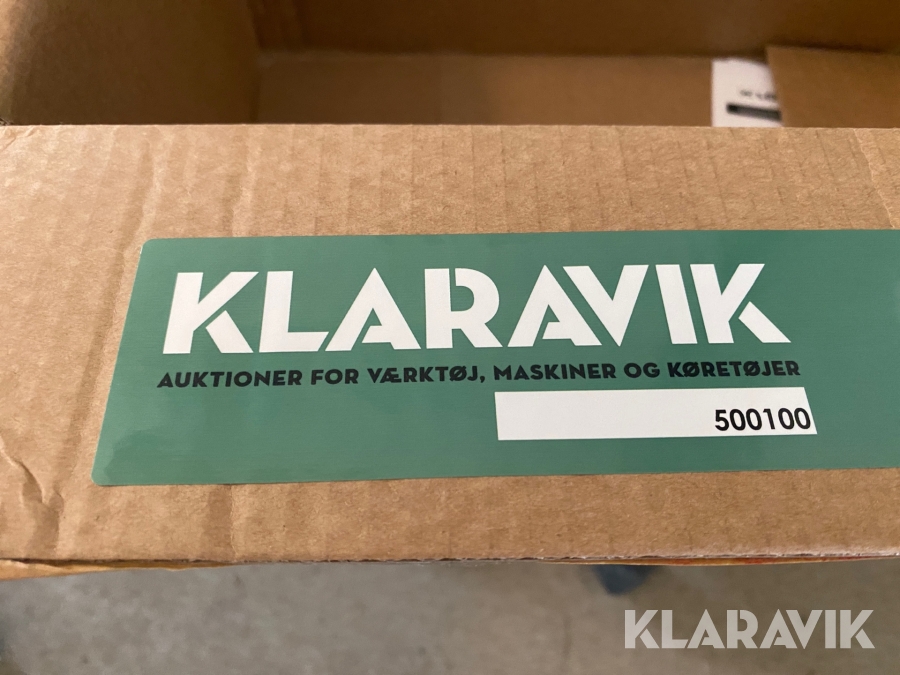 KLARAVIK
AUKTIONER FOR VÆRKTØJ, MASKINER OG KØRETØJER
500100
KLARAVIK